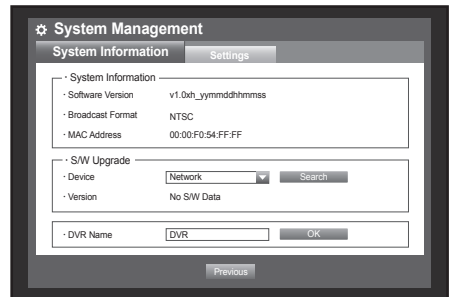 System Management
System Information Settings
· System Information
· Software Version v1.0xh_yymmddhhmmss
· Broadcast Format NTSC
· MAC Address 00:00:F0:54:FF:FF
· S/W Upgrade
· Device Network Search
· Version No S/W Data
· DVR Name DVR OK
Previous